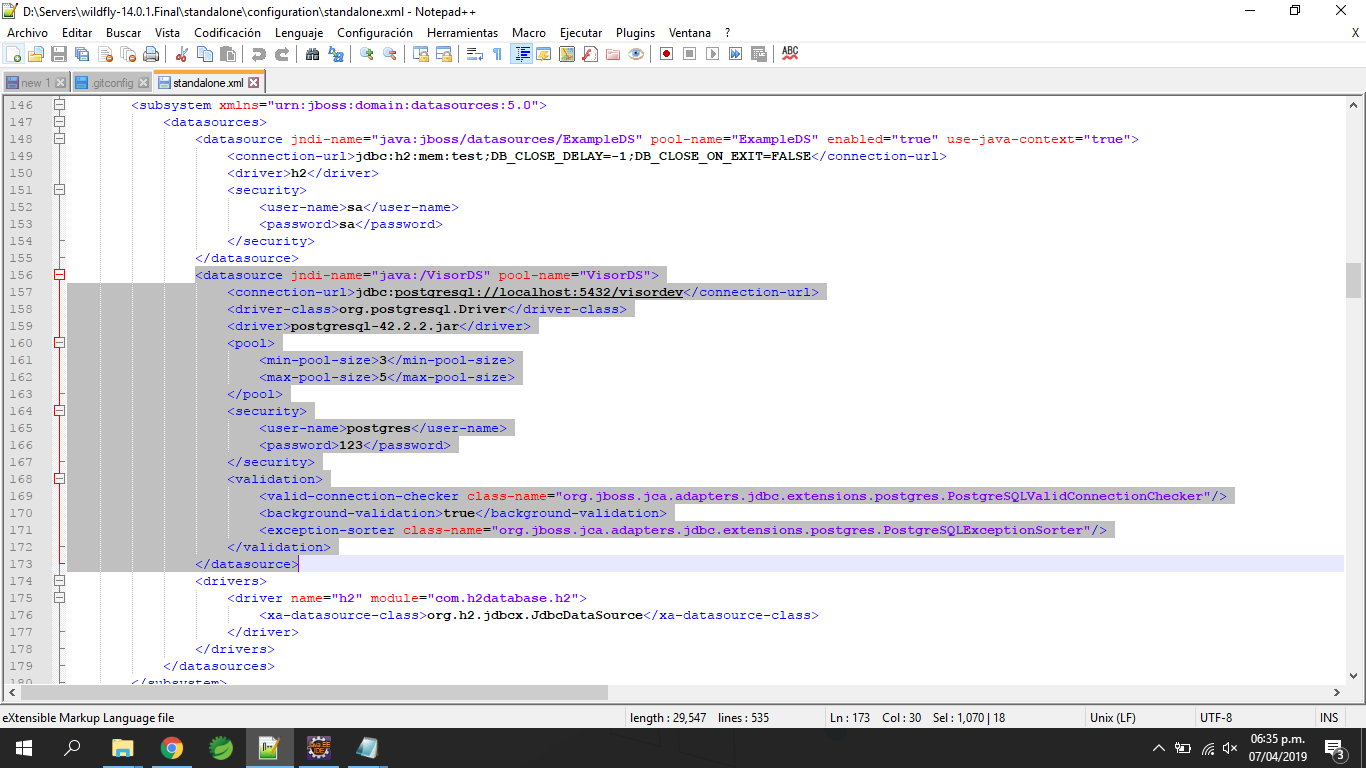 D:\Servers\wildfly-14.0.1.Final\standalone\configuration\standalone.xml - Notepad++
Archivo Editar Buscar Vista Codificación Lenguaje Configuración Herramientas Macro Ejecutar Plugins Ventana ? X
new 1 .gitconfig standalone.xml
146 <subsystem xmlns="urn:jboss:domain:datasources:5.0">
147 <datasources>
148 <datasource jndi-name="java:jboss/datasources/ExampleDS" pool-name="ExampleDS" enabled="true" use-java-context="true">
149 <connection-url>jdbc:h2:mem:test;DB_CLOSE_DELAY=-1;DB_CLOSE_ON_EXIT=FALSE</connection-url>
150 <driver>h2</driver>
151 <security>
152 <user-name>sa</user-name>
153 <password>sa</password>
154 </security>
155 </datasource>
156 <datasource jndi-name="java:/VisorDS" pool-name="VisorDS">
157 <connection-url>jdbc:postgresql://localhost:5432/visordev</connection-url>
158 <driver-class>org.postgresql.Driver</driver-class>
159 <driver>postgresql-42.2.2.jar</driver>
160 <pool>
161 <min-pool-size>3</min-pool-size>
162 <max-pool-size>5</max-pool-size>
163 </pool>
164 <security>
165 <user-name>postgres</user-name>
166 <password>123</password>
167 </security>
168 <validation>
169 <valid-connection-checker class-name="org.jboss.jca.adapters.jdbc.extensions.postgres.PostgreSQLValidConnectionChecker"/>
170 <background-validation>true</background-validation>
171 <exception-sorter class-name="org.jboss.jca.adapters.jdbc.extensions.postgres.PostgreSQLExceptionSorter"/>
172 </validation>
173 </datasource>
174 <drivers>
175 <driver name="h2" module="com.h2database.h2">
176 <xa-datasource-class>org.h2.jdbcx.JdbcDataSource</xa-datasource-class>
177 </driver>
178 </drivers>
179 </datasources>
180 </subsystem>
eXtensible Markup Language file length : 29,547 lines : 535 Ln : 173 Col : 30 Sel : 1,070 | 18 Unix (LF) UTF-8 INS
06:35 p.m.
07/04/2019
3